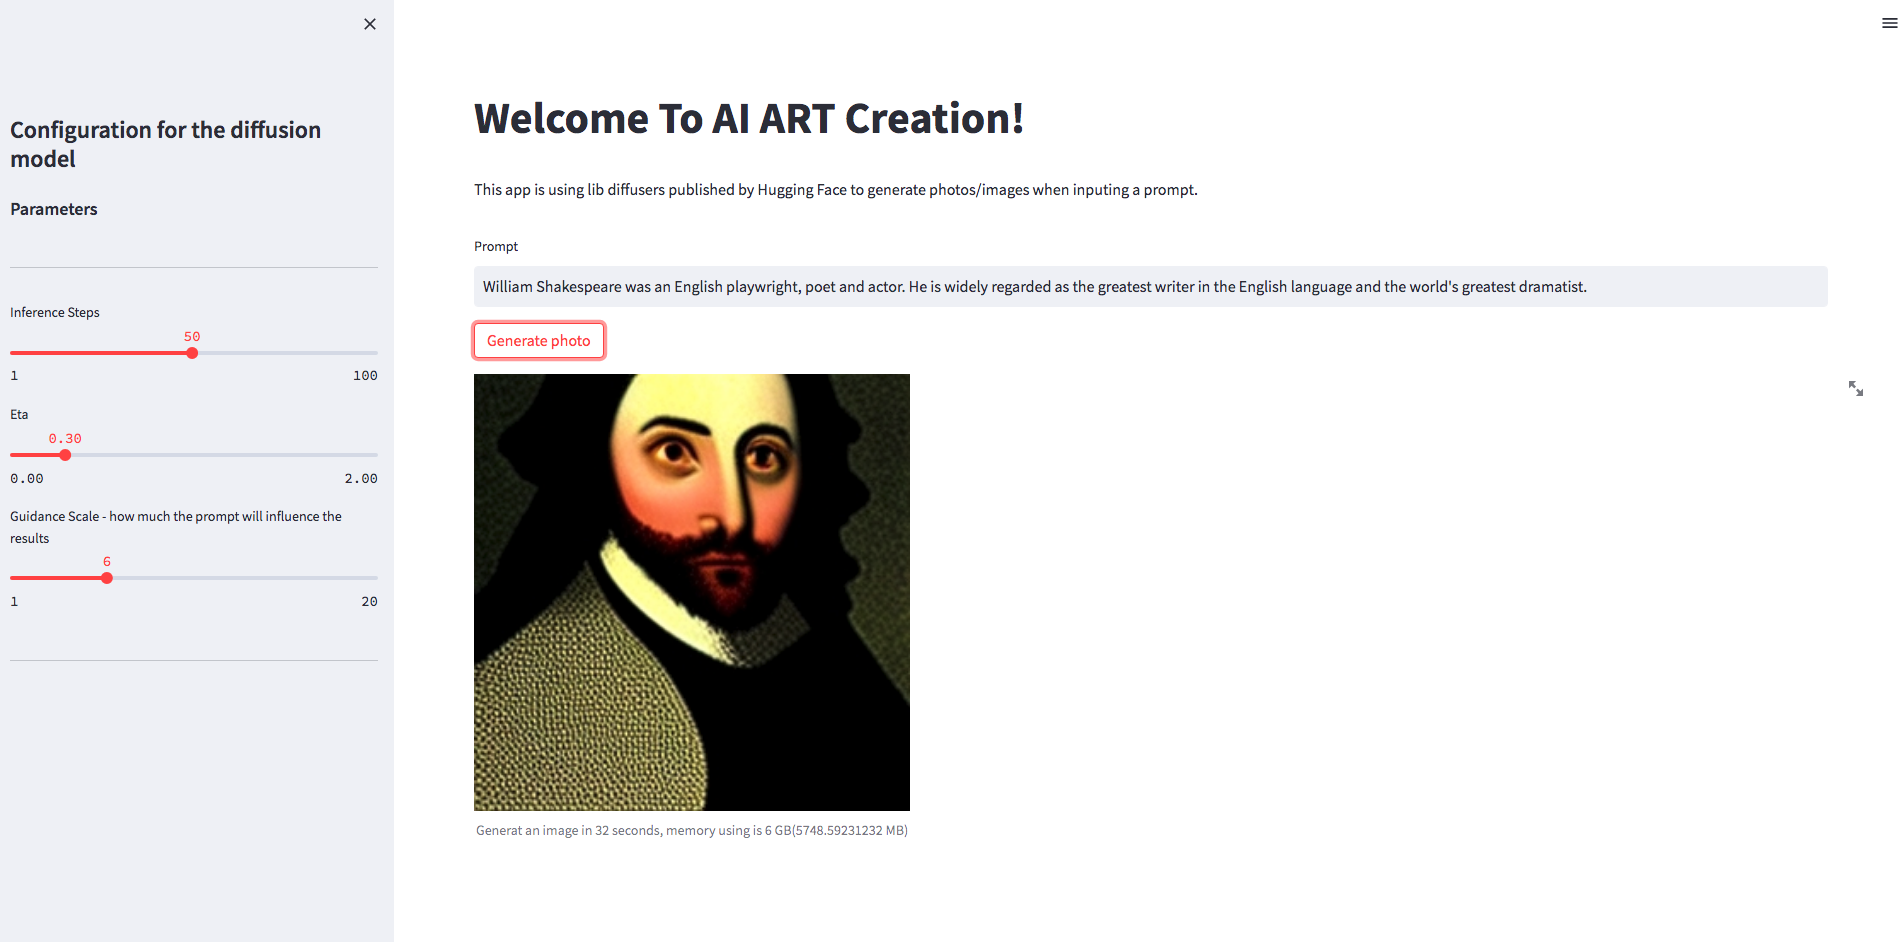 Configuration for the diffusion
model
Parameters
Inference Steps
50
1 100
Eta
0.30
0.00 2.00
Guidance Scale - how much the prompt will influence the
results
6
1 20
Welcome To AI ART Creation!
This app is using lib diffusers published by Hugging Face to generate photos/images when inputing a prompt.
Prompt
William Shakespeare was an English playwright, poet and actor. He is widely regarded as the greatest writer in the English language and the world's greatest dramatist.
Generate photo
Generat an image in 32 seconds, memory using is 6 GB(5748.59231232 MB)